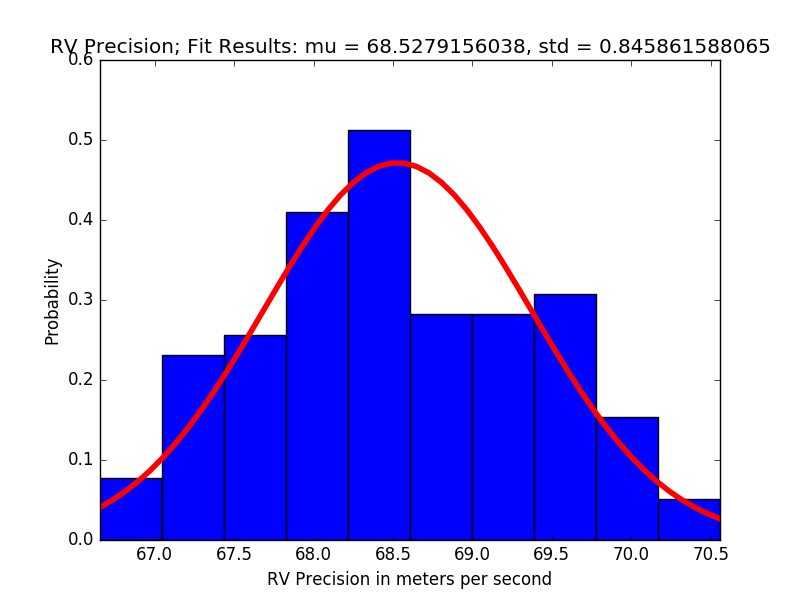 RV Precision; Fit Results: mu = 68.5279156038, std = 0.845861588065
0.6
0.5
0.4
0.3
0.2
0.1
0.0
Probability
67.0 67.5 68.0 68.5 69.0 69.5 70.0 70.5
RV Precision in meters per second